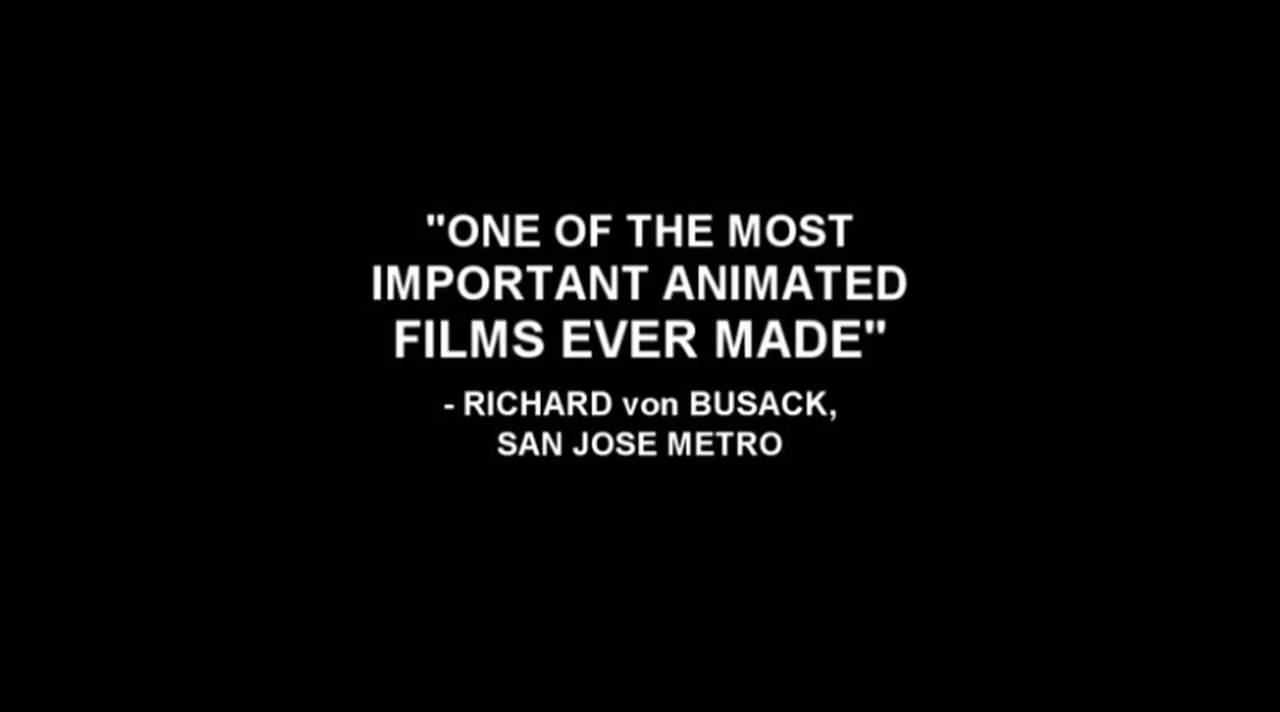 "ONE OF THE MOST
IMPORTANT ANIMATED
FILMS EVER MADE"
- RICHARD von BUSACK,
SAN JOSE METRO